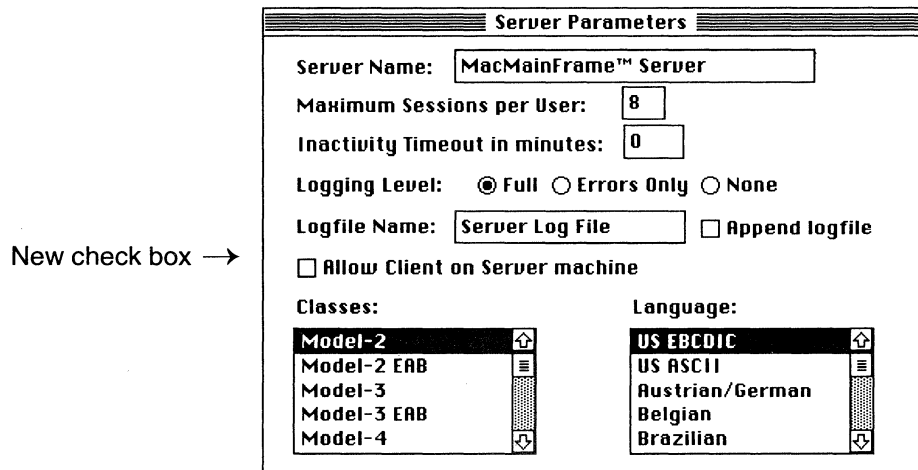 Server Parameters
Server Name: MacMainFrame™ Server
Maximum Sessions per User: 8
Inactivity Timeout in minutes: 0
Logging Level: Full Errors Only None
Logfile Name: Server Log File Append logfile
New check box →
Allow Client on Server machine
Classes: Language:
Model-2 US EBCDIC
Model-2 EAB US ASCII
Model-3 Austrian/German
Model-3 EAB Belgian
Model-4 Brazilian